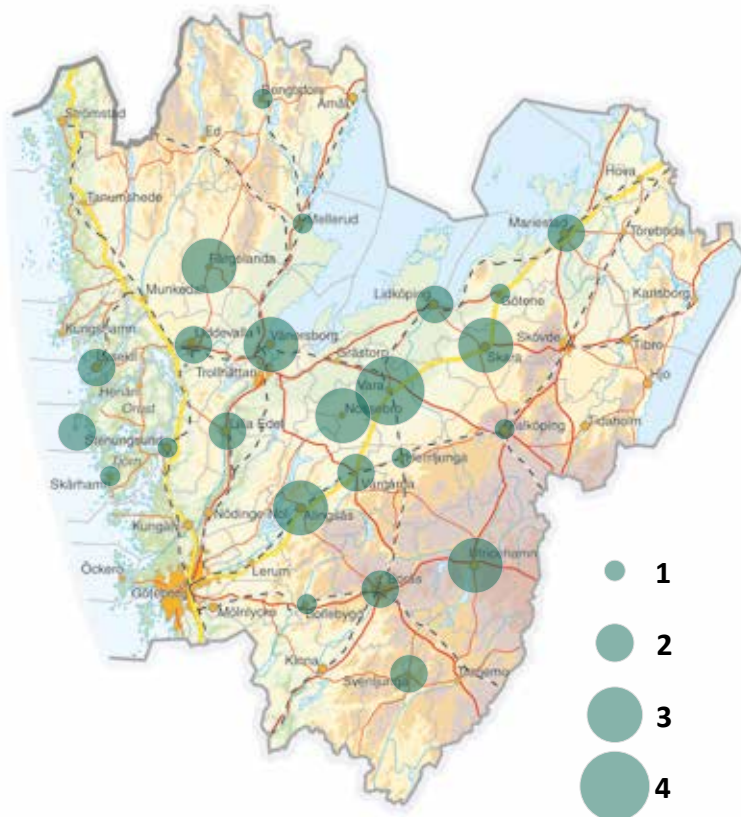 Strömstad
Bengtsfors
Åmål
Ed
Hova
Tanumshede
Mellerud
Mariestad
Töreboda
Färgelanda
Munkedal
Lidköping
Götene
Karlsborg
Kungshamn
Uddevalla
Vänersborg
Skara
Skövde
Tibro
Lysekil
Trollhättan
Grästorp
Vara
Hjo
Henån
Orust
Nossebro
Lilla Edet
Falköping
Tidaholm
Stenungsund
Tjörn
Herrljunga
Skärhamn
Vårgårda
Kungälv
Nödinge-Nol
Alingsås
Öckerö
Lerum
Ulricehamn
Göteborg
Borås
Mölnlycke
Bollebygd
Kinna
Svenljunga
Tranemo
1
2
3
4